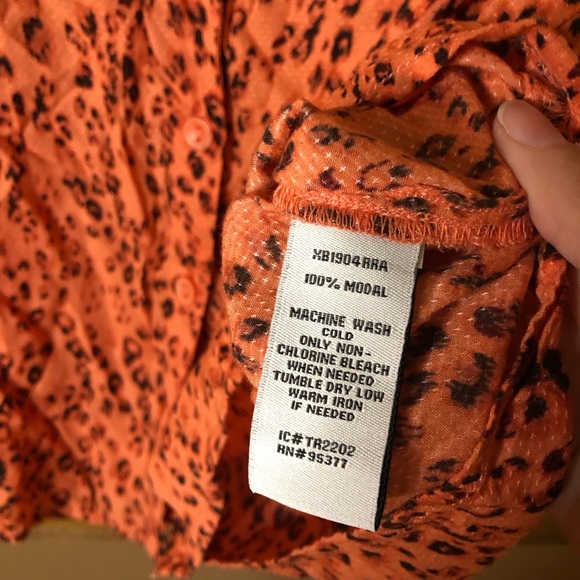 XB1904RRA
100% MODAL
MACHINE WASH
COLD
ONLY NON-
CHLORINE BLEACH
WHEN NEEDED
TUMBLE DRY LOW
WARM IRON
IF NEEDED
IC#TR2202
RN#95377